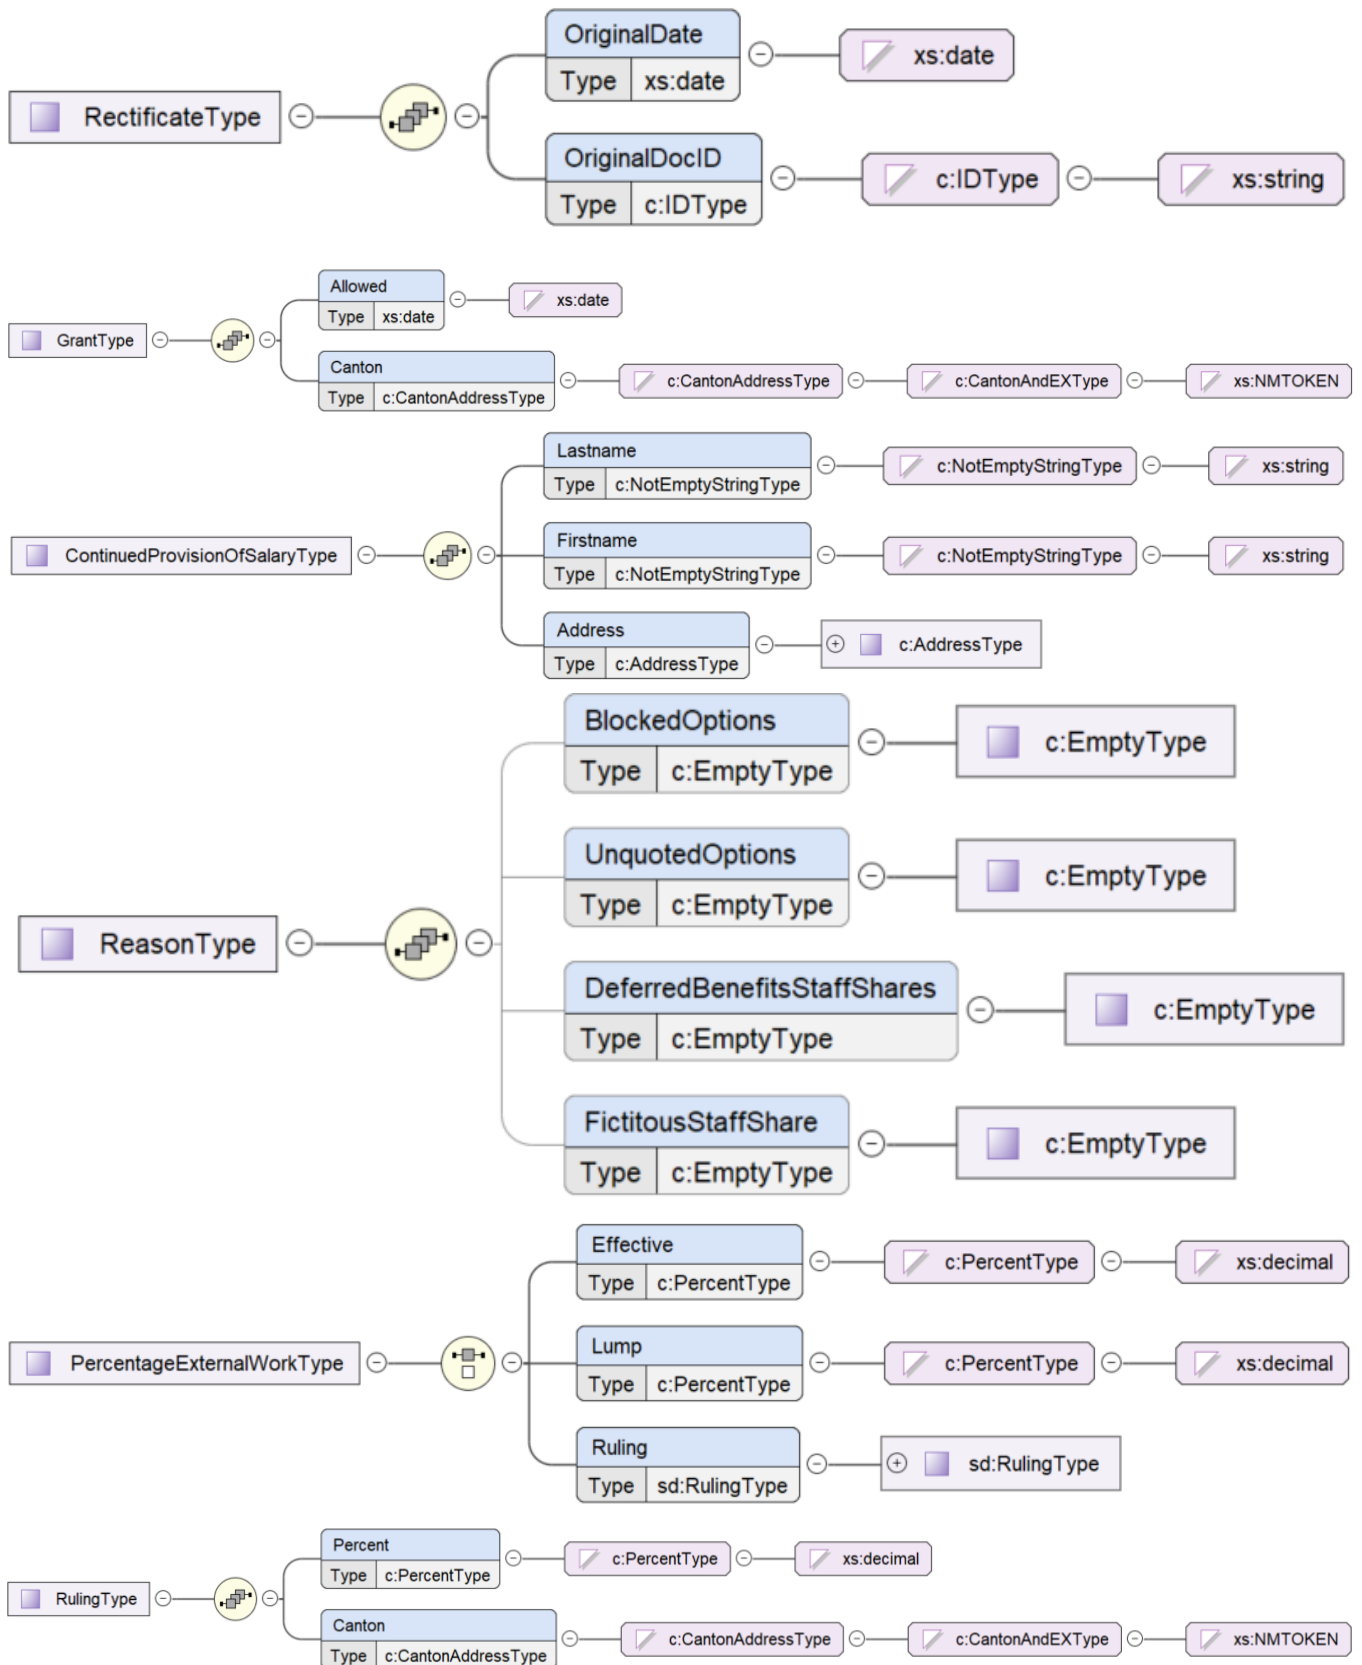 OriginalDate
Type xs:date
xs:date
RectificateType
OriginalDocID
Type c:IDType
c:IDType
xs:string
Allowed
Type xs:date
xs:date
GrantType
Canton
Type c:CantonAddressType
c:CantonAddressType
c:CantonAndEXType
xs:NMTOKEN
Lastname
Type c:NotEmptyStringType
c:NotEmptyStringType
xs:string
ContinuedProvisionOfSalaryType
Firstname
Type c:NotEmptyStringType
c:NotEmptyStringType
xs:string
Address
Type c:AddressType
c:AddressType
BlockedOptions
Type c:EmptyType
c:EmptyType
UnquotedOptions
Type c:EmptyType
c:EmptyType
ReasonType
DeferredBenefitsStaffShares
Type c:EmptyType
c:EmptyType
FictitousStaffShare
Type c:EmptyType
c:EmptyType
Effective
Type c:PercentType
c:PercentType
xs:decimal
PercentageExternalWorkType
Lump
Type c:PercentType
c:PercentType
xs:decimal
Ruling
Type sd:RulingType
sd:RulingType
Percent
Type c:PercentType
c:PercentType
xs:decimal
RulingType
Canton
Type c:CantonAddressType
c:CantonAddressType
c:CantonAndEXType
xs:NMTOKEN